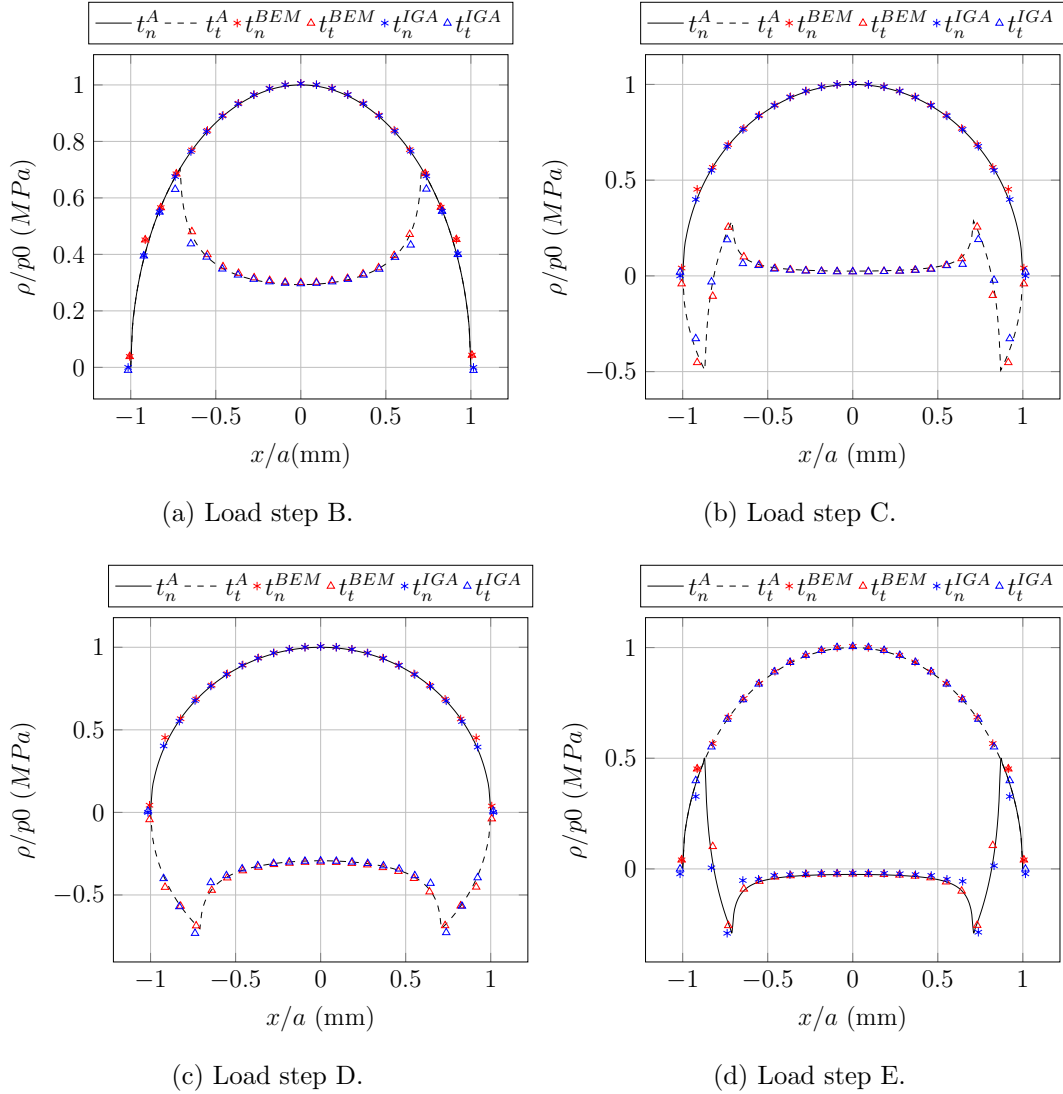 t_n^A t_t^A t_n^BEM t_t^BEM t_n^IGA t_t^IGA
1
0.8
0.6
0.4
0.2
0
−1 −0.5 0 0.5 1
ρ/p0 (MPa)
x/a(mm)
(a) Load step B.
t_n^A t_t^A t_n^BEM t_t^BEM t_n^IGA t_t^IGA
1
0.5
0
−0.5
−1 −0.5 0 0.5 1
ρ/p0 (MPa)
x/a (mm)
(b) Load step C.
t_n^A t_t^A t_n^BEM t_t^BEM t_n^IGA t_t^IGA
1
0.5
0
−0.5
−1 −0.5 0 0.5 1
ρ/p0 (MPa)
x/a (mm)
(c) Load step D.
t_n^A t_t^A t_n^BEM t_t^BEM t_n^IGA t_t^IGA
1
0.5
0
−1 −0.5 0 0.5 1
ρ/p0 (MPa)
x/a (mm)
(d) Load step E.